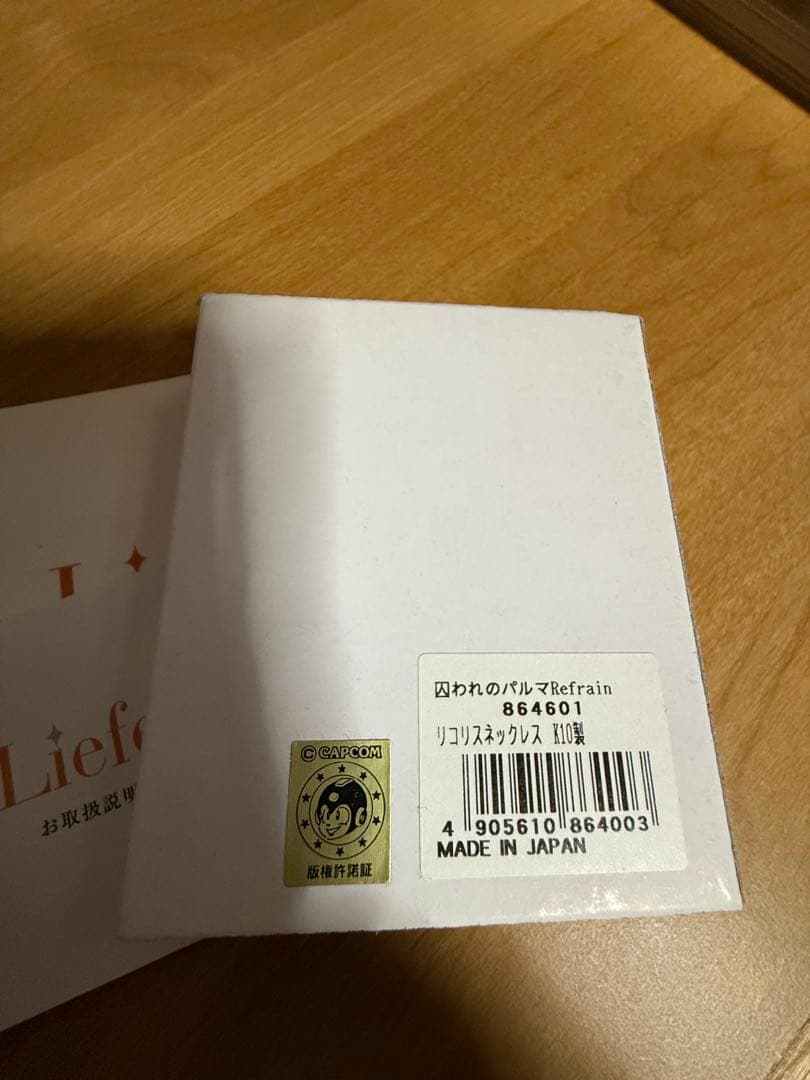 囚われのパルマRefrain
864601
リコリスネックレス K10製
4 905610 864003
MADE IN JAPAN
© CAPCOM
版権許諾証
Liefe
お取扱説明